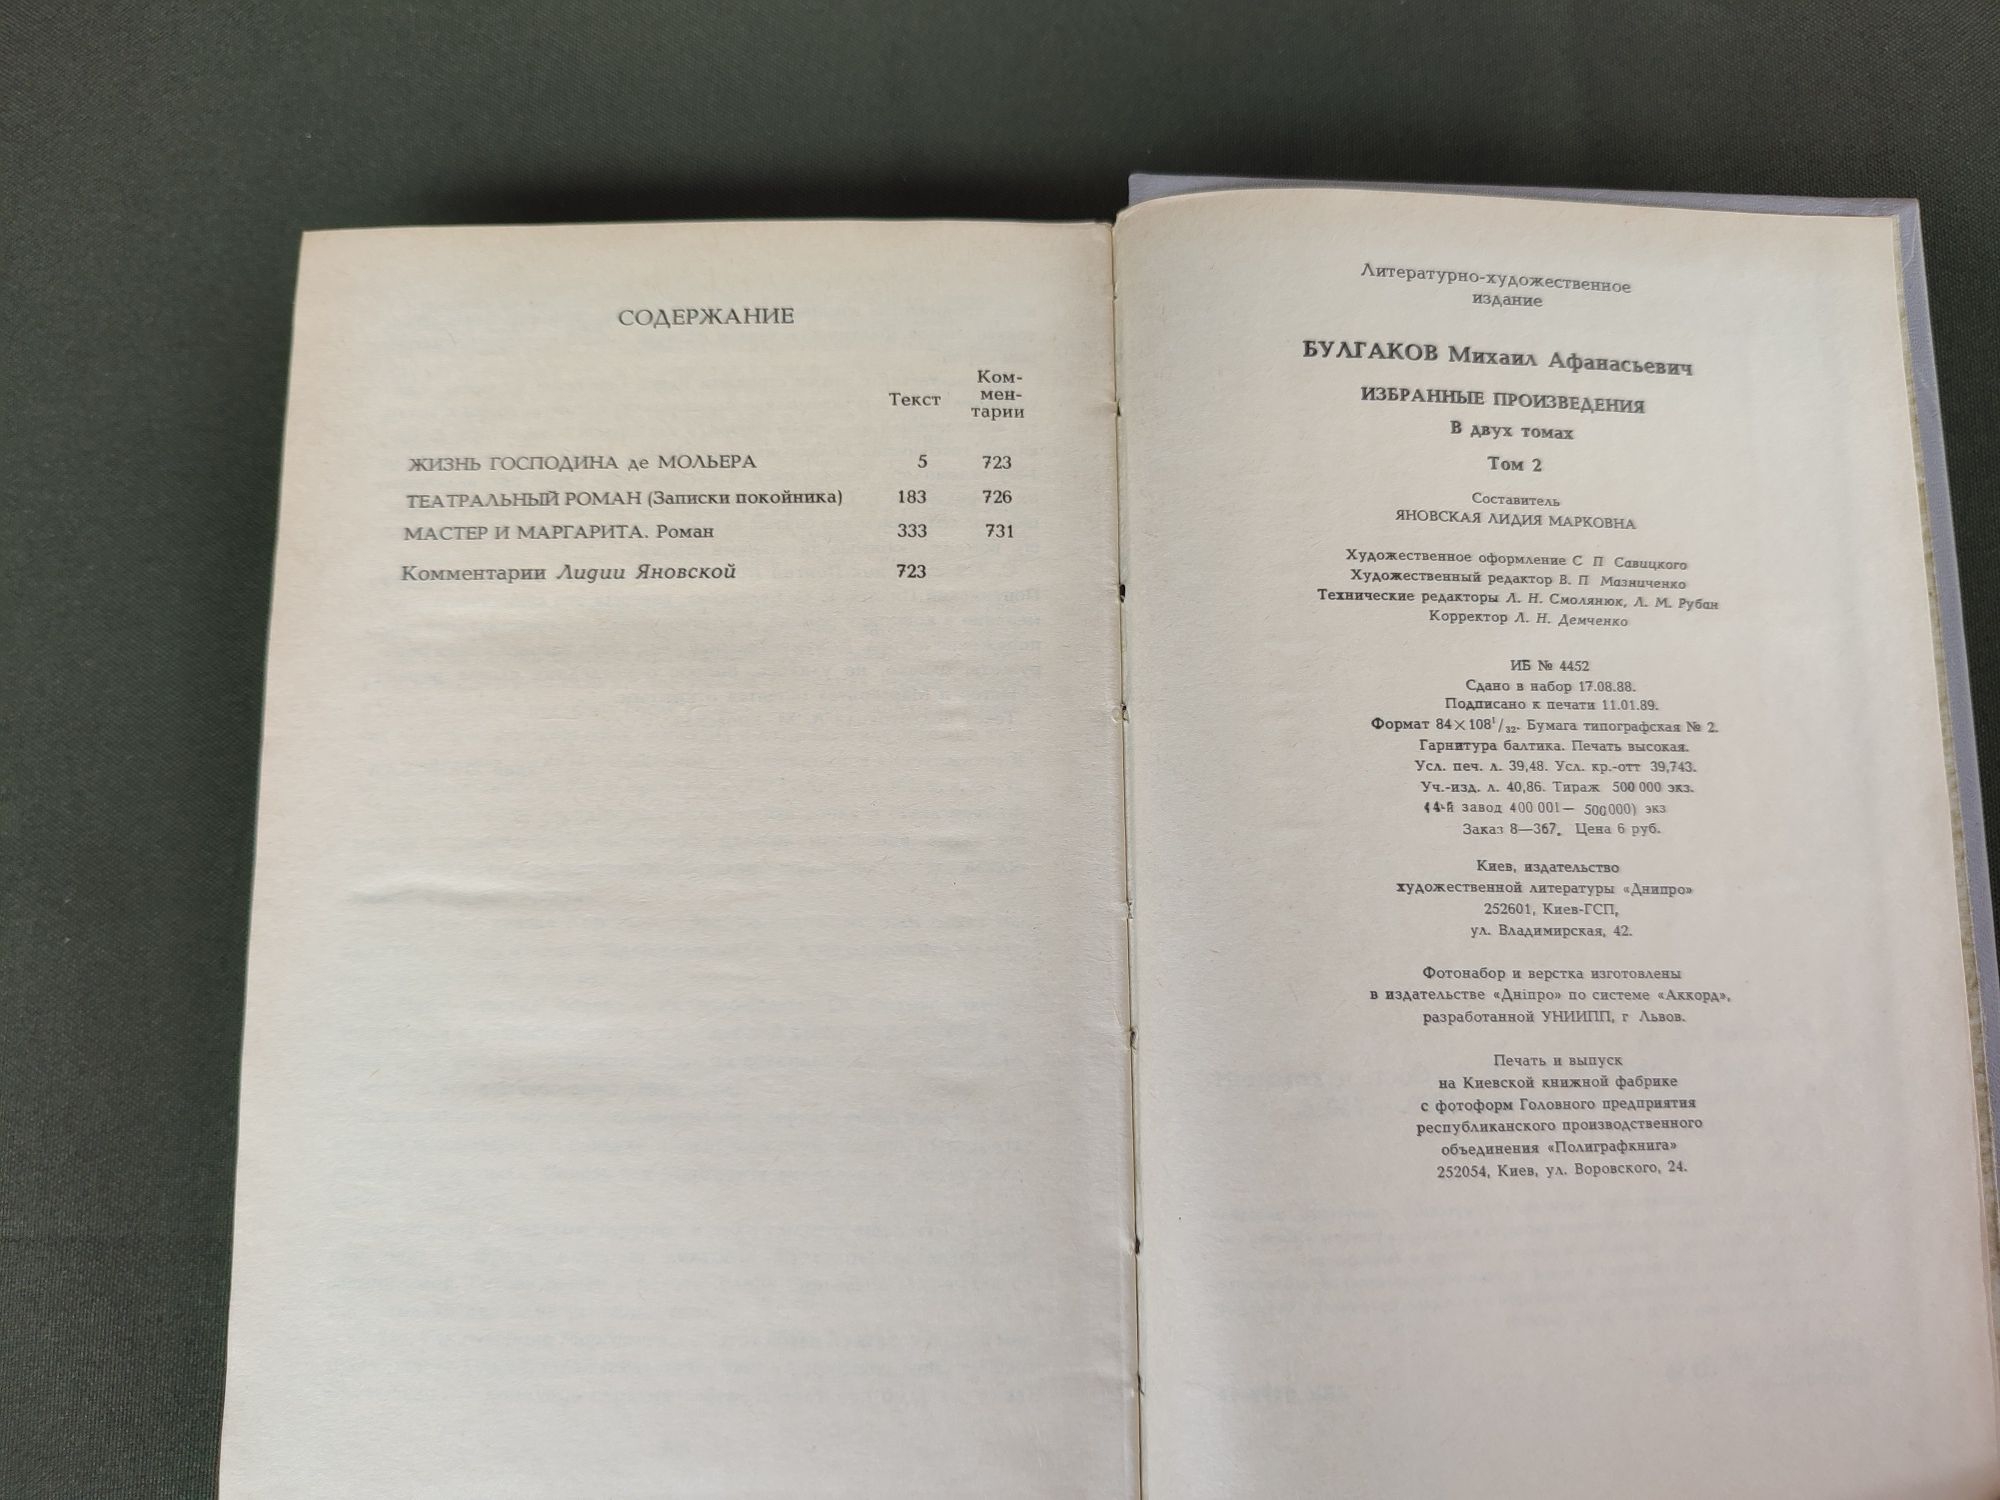 СОДЕРЖАНИЕ
Текст Ком-
мен-
тарии
ЖИЗНЬ ГОСПОДИНА де МОЛЬЕРА 5 723
ТЕАТРАЛЬНЫЙ РОМАН (Записки покойника) 183 726
МАСТЕР И МАРГАРИТА. Роман 333 731
Комментарии Лидии Яновской 723
Литературно-художественное
издание
БУЛГАКОВ Михаил Афанасьевич
ИЗБРАННЫЕ ПРОИЗВЕДЕНИЯ
В двух томах
Том 2
Составитель
ЯНОВСКАЯ ЛИДИЯ МАРКОВНА
Художественное оформление С П Савицкого
Художественный редактор В. П Мазниченко
Технические редакторы Л. Н. Смолянюк, Л. М. Рубан
Корректор Л. Н. Демченко
ИБ № 4452
Сдано в набор 17.08.88.
Подписано к печати 11.01.89.
Формат 84×108¹/₃₂. Бумага типографская № 2.
Гарнитура балтика. Печать высокая.
Усл. печ. л. 39,48. Усл. кр.-отт 39,743.
Уч.-изд. л. 40,86. Тираж 500 000 экз.
(4-й завод 400 001 — 500 000) экз
Заказ 8—367. Цена 6 руб.
Киев, издательство
художественной литературы «Днипро»
252601, Киев-ГСП,
ул. Владимирская, 42.
Фотонабор и верстка изготовлены
в издательстве «Дніпро» по системе «Аккорд»,
разработанной УНИИПП, г Львов.
Печать и выпуск
на Киевской книжной фабрике
с фотоформ Головного предприятия
республиканского производственного
объединения «Полиграфкнига»
252054, Киев, ул. Воровского, 24.